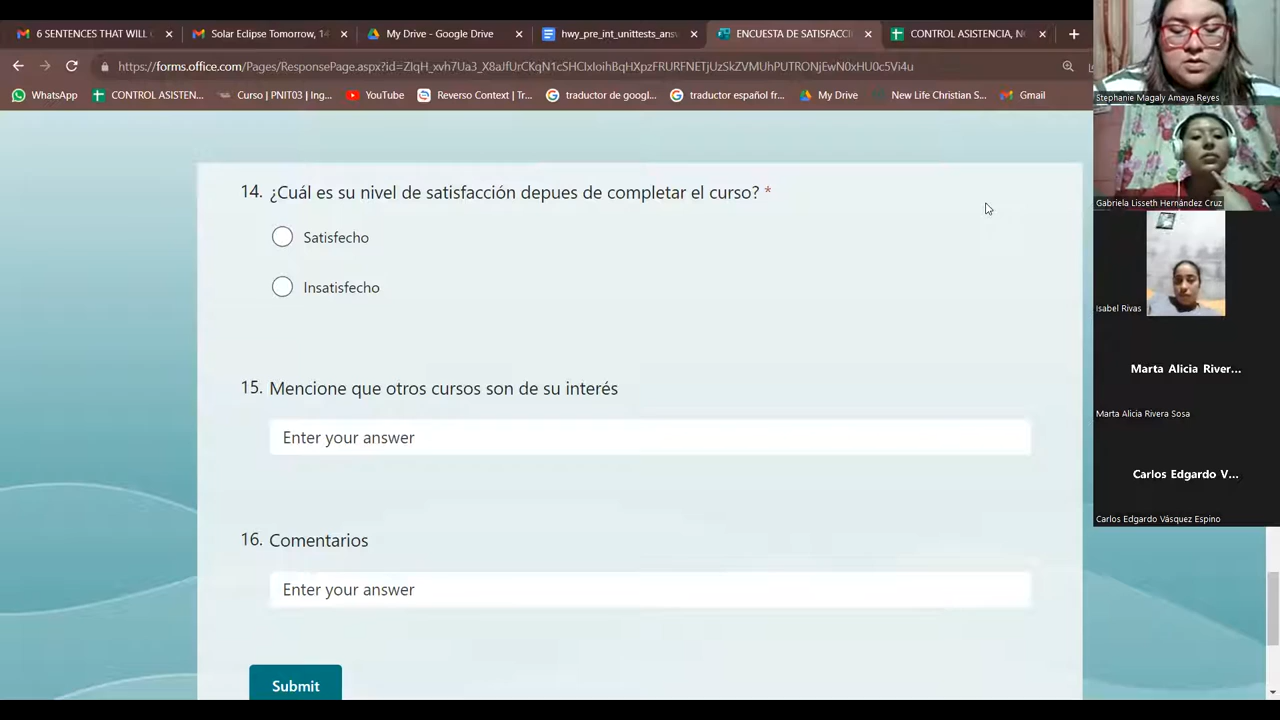 6 SENTENCES THAT WILL C
Solar Eclipse Tomorrow, 14
My Drive - Google Drive
hwy_pre_int_unittests_ans
ENCUESTA DE SATISFACCI
CONTROL ASISTENCIA, N
https://forms.office.com/Pages/ResponsePage.aspx?id=ZIqH_xvh7Ua3_X8aJfUrCKqN1cSHCIxIoihBqHXpzFRURFNETjUzSkZVMUhPUTRONjEwN0xHU0c5Vi4u
WhatsApp
CONTROL ASISTEN...
Curso | PNIT03 | Ing...
YouTube
Reverso Context | Tr...
traductor de googl...
traductor español fr...
My Drive
New Life Christian S...
Gmail
Stephanie Magaly Amaya Reyes
Gabriela Lisseth Hernández Cruz
Isabel Rivas
Marta Alicia River...
Marta Alicia Rivera Sosa
Carlos Edgardo V...
Carlos Edgardo Vásquez Espino
14. ¿Cuál es su nivel de satisfacción depues de completar el curso? *
Satisfecho
Insatisfecho
15. Mencione que otros cursos son de su interés
Enter your answer
16. Comentarios
Enter your answer
Submit